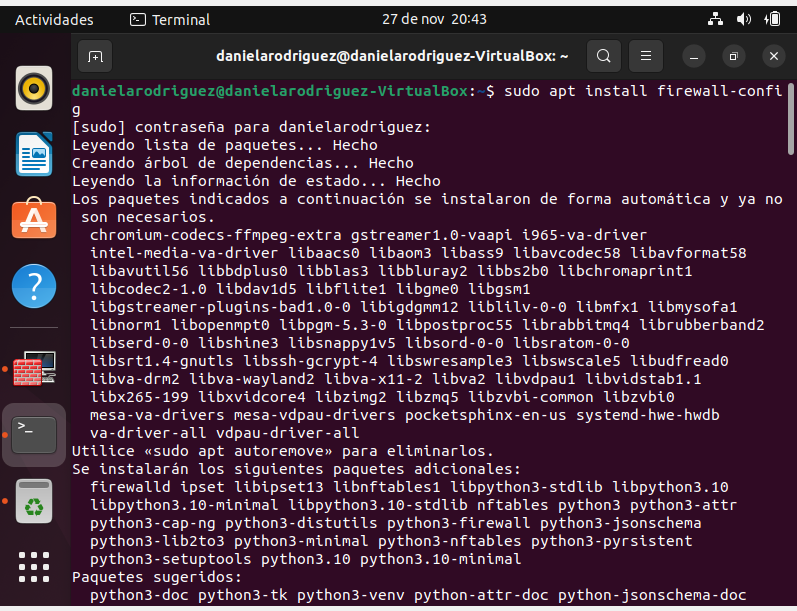 Actividades
Terminal
27 de nov 20:43
danielarodriguez@danielarodriguez-VirtualBox: ~
danielarodriguez@danielarodriguez-VirtualBox:~$ sudo apt install firewall-confi
g
[sudo] contraseña para danielarodriguez:
Leyendo lista de paquetes... Hecho
Creando árbol de dependencias... Hecho
Leyendo la información de estado... Hecho
Los paquetes indicados a continuación se instalaron de forma automática y ya no
son necesarios.
chromium-codecs-ffmpeg-extra gstreamer1.0-vaapi i965-va-driver
intel-media-va-driver libaacs0 libaom3 libass9 libavcodec58 libavformat58
libavutil56 libbdplus0 libblas3 libbluray2 libbs2b0 libchromaprint1
libcodec2-1.0 libdav1d5 libflite1 libgme0 libgsm1
libgstreamer-plugins-bad1.0-0 libigdgmm12 liblilv-0-0 libmfx1 libmysofa1
libnorm1 libopenmpt0 libpgm-5.3-0 libpostproc55 librabbitmq4 librubberband2
libserd-0-0 libshine3 libsnappy1v5 libsord-0-0 libsratom-0-0
libsrt1.4-gnutls libssh-gcrypt-4 libswresample3 libswscale5 libudfread0
libva-drm2 libva-wayland2 libva-x11-2 libva2 libvdpau1 libvidstab1.1
libx265-199 libxvidcore4 libzimg2 libzmq5 libzvbi-common libzvbi0
mesa-va-drivers mesa-vdpau-drivers pocketsphinx-en-us systemd-hwe-hwdb
va-driver-all vdpau-driver-all
Utilice «sudo apt autoremove» para eliminarlos.
Se instalarán los siguientes paquetes adicionales:
firewalld ipset libipset13 libnftables1 libpython3-stdlib libpython3.10
libpython3.10-minimal libpython3.10-stdlib nftables python3 python3-attr
python3-cap-ng python3-distutils python3-firewall python3-jsonschema
python3-lib2to3 python3-minimal python3-nftables python3-pyrsistent
python3-setuptools python3.10 python3.10-minimal
Paquetes sugeridos:
python3-doc python3-tk python3-venv python-attr-doc python-jsonschema-doc